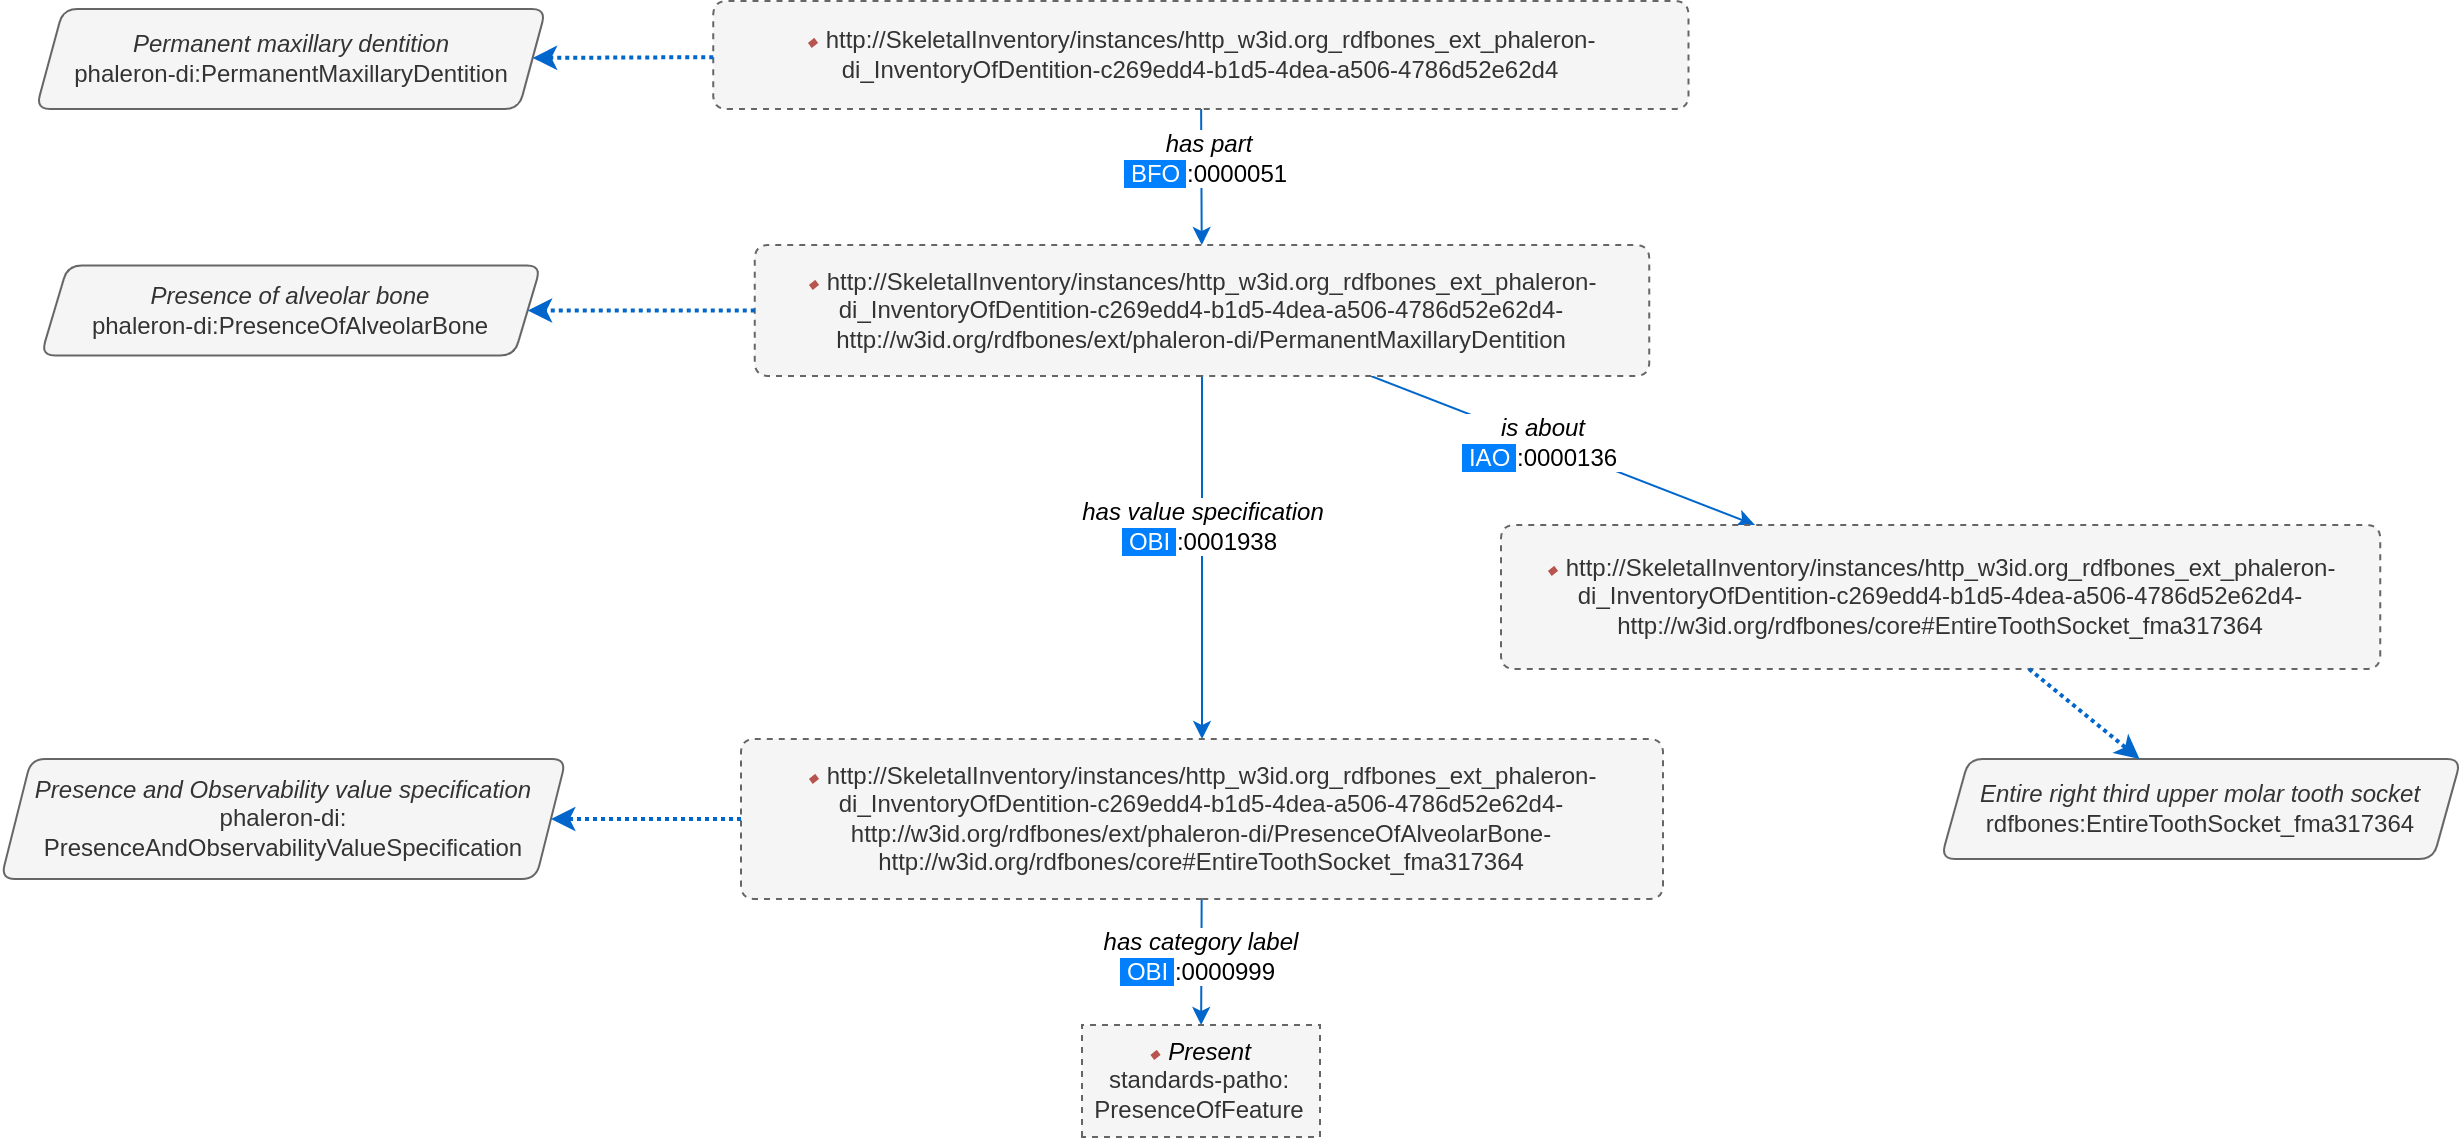 Permanent maxillary dentition
phaleron-di:PermanentMaxillaryDentition
◆ http://SkeletalInventory/instances/http_w3id.org_rdfbones_ext_phaleron-
di_InventoryOfDentition-c269edd4-b1d5-4dea-a506-4786d52e62d4
has part
BFO :0000051
Presence of alveolar bone
phaleron-di:PresenceOfAlveolarBone
◆ http://SkeletalInventory/instances/http_w3id.org_rdfbones_ext_phaleron-
di_InventoryOfDentition-c269edd4-b1d5-4dea-a506-4786d52e62d4-
http://w3id.org/rdfbones/ext/phaleron-di/PermanentMaxillaryDentition
is about
IAO :0000136
has value specification
OBI :0001938
◆ http://SkeletalInventory/instances/http_w3id.org_rdfbones_ext_phaleron-
di_InventoryOfDentition-c269edd4-b1d5-4dea-a506-4786d52e62d4-
http://w3id.org/rdfbones/core#EntireToothSocket_fma317364
Presence and Observability value specification
phaleron-di:
PresenceAndObservabilityValueSpecification
◆ http://SkeletalInventory/instances/http_w3id.org_rdfbones_ext_phaleron-
di_InventoryOfDentition-c269edd4-b1d5-4dea-a506-4786d52e62d4-
http://w3id.org/rdfbones/ext/phaleron-di/PresenceOfAlveolarBone-
http://w3id.org/rdfbones/core#EntireToothSocket_fma317364
Entire right third upper molar tooth socket
rdfbones:EntireToothSocket_fma317364
has category label
OBI :0000999
◆ Present
standards-patho:
PresenceOfFeature